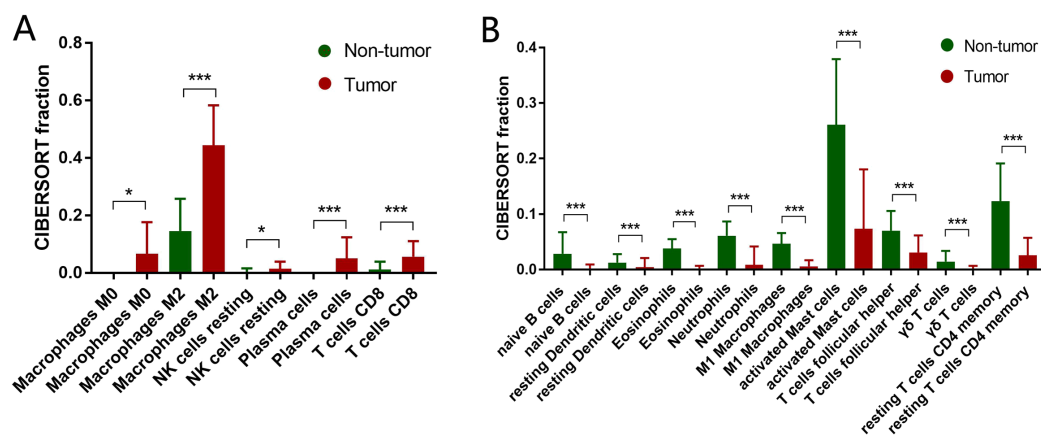 A
CIBERSORT fraction
0.8
0.6
0.4
0.2
0.0
Non-tumor
Tumor
*
***
*
***
***
Macrophages M0
Macrophages M0
Macrophages M2
Macrophages M2
NK cells resting
NK cells resting
Plasma cells
Plasma cells
T cells CD8
T cells CD8
B
CIBERSORT fraction
0.4
0.3
0.2
0.1
0.0
Non-tumor
Tumor
***
***
***
***
***
***
***
***
***
naive B cells
naive B cells
resting Dendritic cells
resting Dendritic cells
Eosinophils
Eosinophils
Neutrophils
Neutrophils
M1 Macrophages
M1 Macrophages
activated Mast cells
activated Mast cells
T cells follicular helper
T cells follicular helper
γδ T cells
γδ T cells
resting T cells CD4 memory
resting T cells CD4 memory